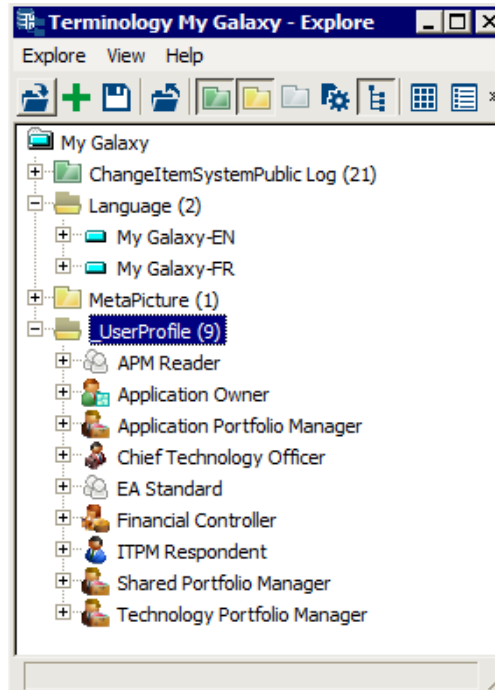 Terminology My Galaxy - Explore
Explore View Help
My Galaxy
ChangeItemSystemPublic Log (21)
Language (2)
My Galaxy-EN
My Galaxy-FR
MetaPicture (1)
_UserProfile (9)
APM Reader
Application Owner
Application Portfolio Manager
Chief Technology Officer
EA Standard
Financial Controller
ITPM Respondent
Shared Portfolio Manager
Technology Portfolio Manager